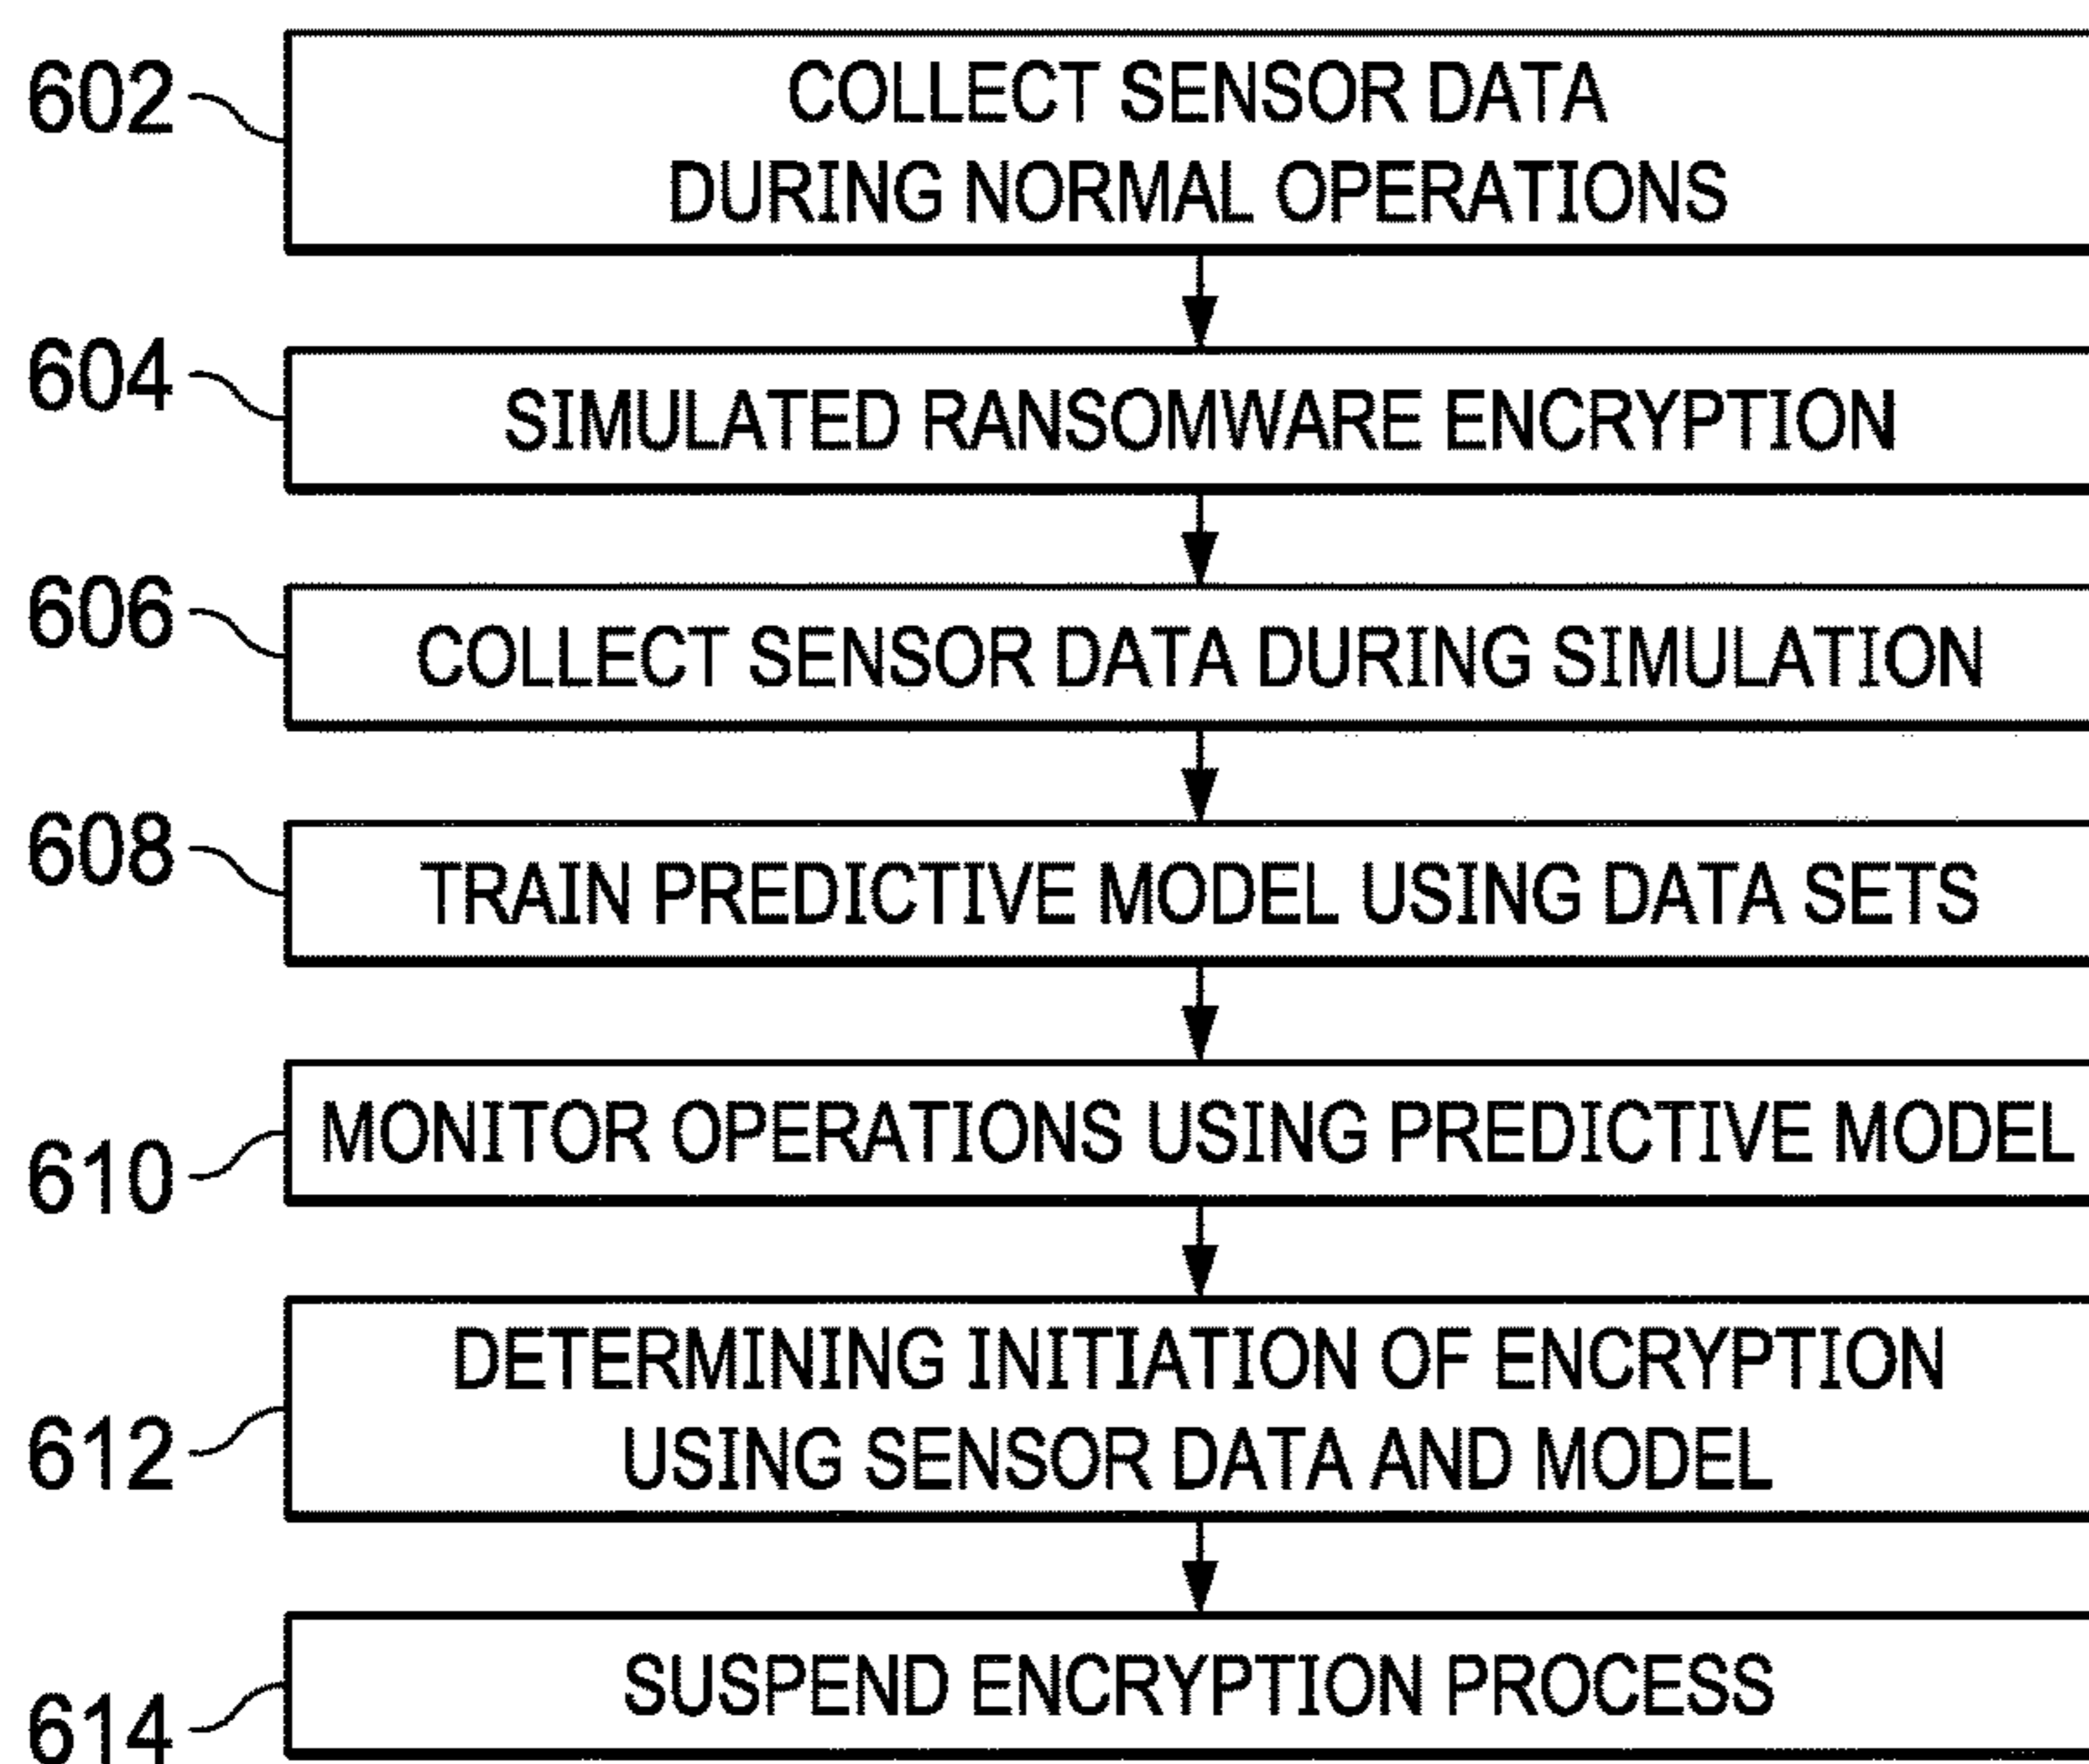 602
COLLECT SENSOR DATA
DURING NORMAL OPERATIONS
604
SIMULATED RANSOMWARE ENCRYPTION
606
COLLECT SENSOR DATA DURING SIMULATION
608
TRAIN PREDICTIVE MODEL USING DATA SETS
610
MONITOR OPERATIONS USING PREDICTIVE MODEL
612
DETERMINING INITIATION OF ENCRYPTION
USING SENSOR DATA AND MODEL
614
SUSPEND ENCRYPTION PROCESS